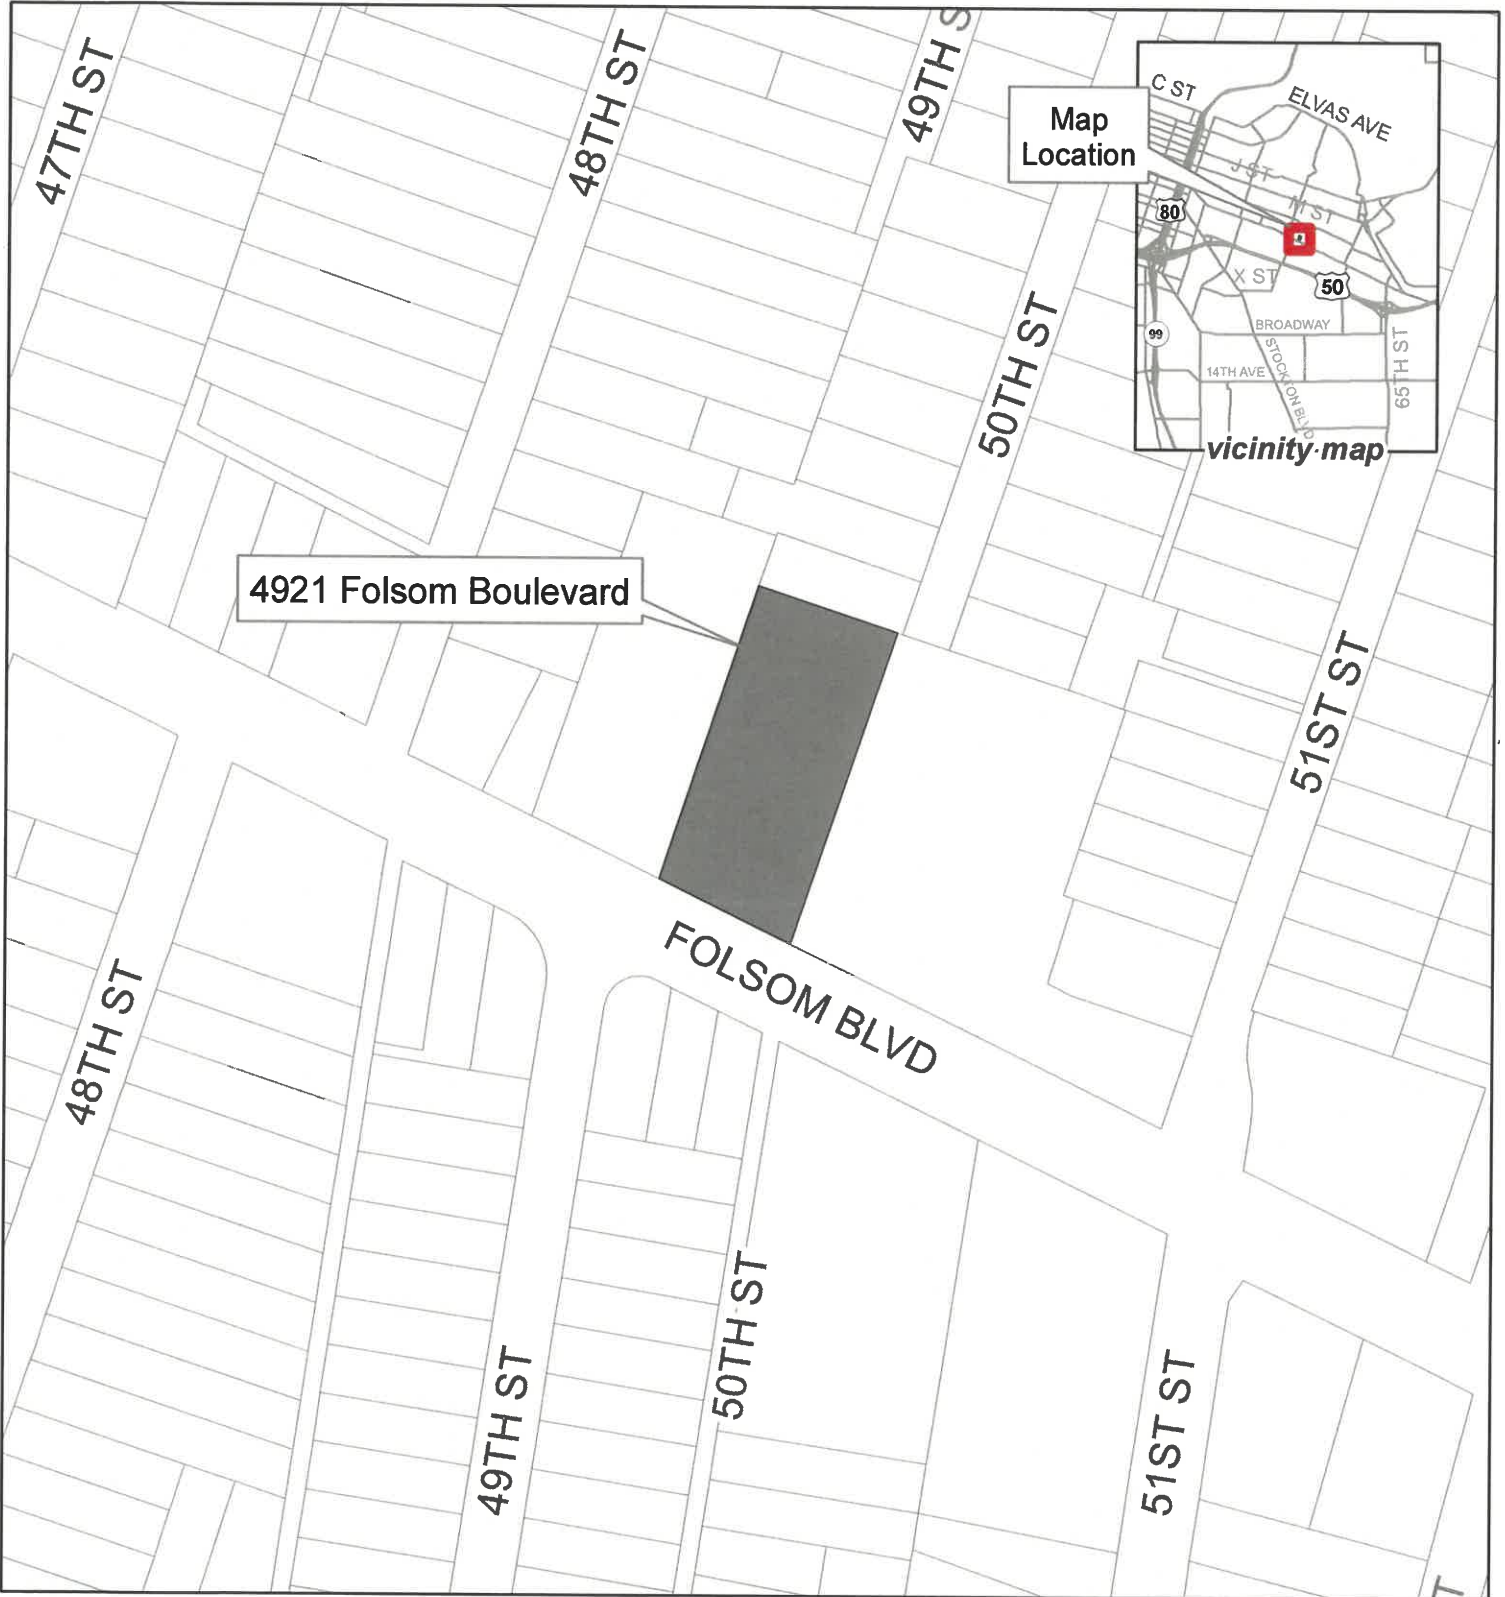 47TH ST
48TH ST
49TH S
Map
Location
C ST
ELVAS AVE
J ST
M ST
80
X ST
50
BROADWAY
99
STOCKTON BLVD
14TH AVE
65TH ST
vicinity map
50TH ST
4921 Folsom Boulevard
51ST ST
FOLSOM BLVD
48TH ST
49TH ST
50TH ST
51ST ST
T